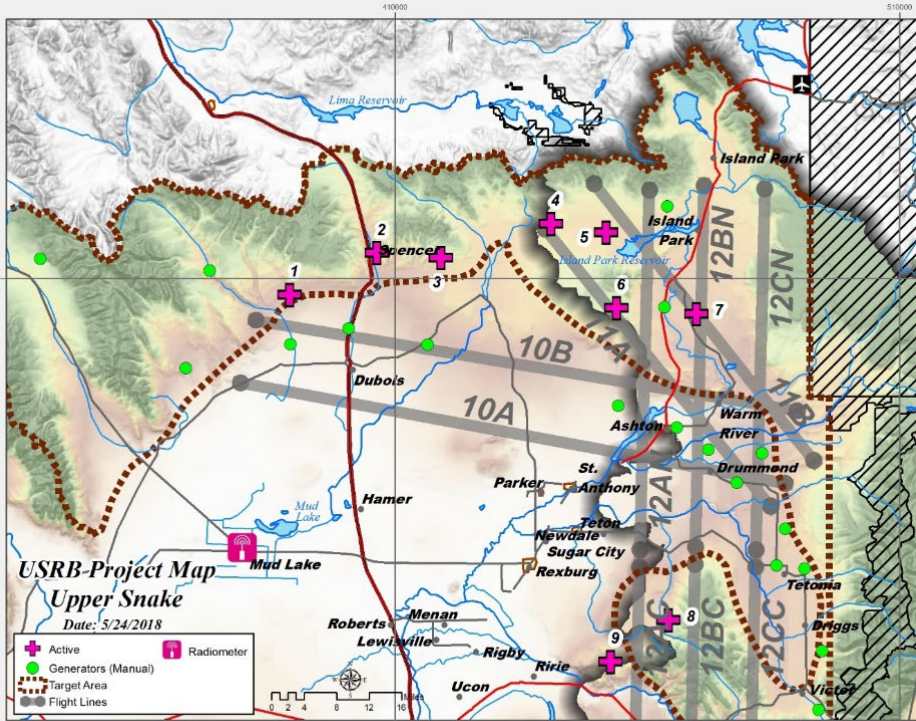 410000
510000
Lima Reservoir
Island Park
4
2
5
Island
Park
Spencer
12BN
1
3
Island Park Reservoir
12CN
6
7
11A
10B
11B
Dubois
10A
Warm
River
Ashton
Drummond
St.
Anthony
Parker
12A
Hamer
Mud
Lake
Teton
Newdale
Sugar City
Mud Lake
Rexburg
Tetonia
USRB-Project Map
Upper Snake
Date: 5/24/2018
Menan
Roberts
8
Driggs
12BC
12CC
Lewisville
Rigby
9
Ririe
Active
Radiometer
Generators (Manual)
Target Area
Flight Lines
Ucon
Victor
0 2 4 8 12 16
Miles